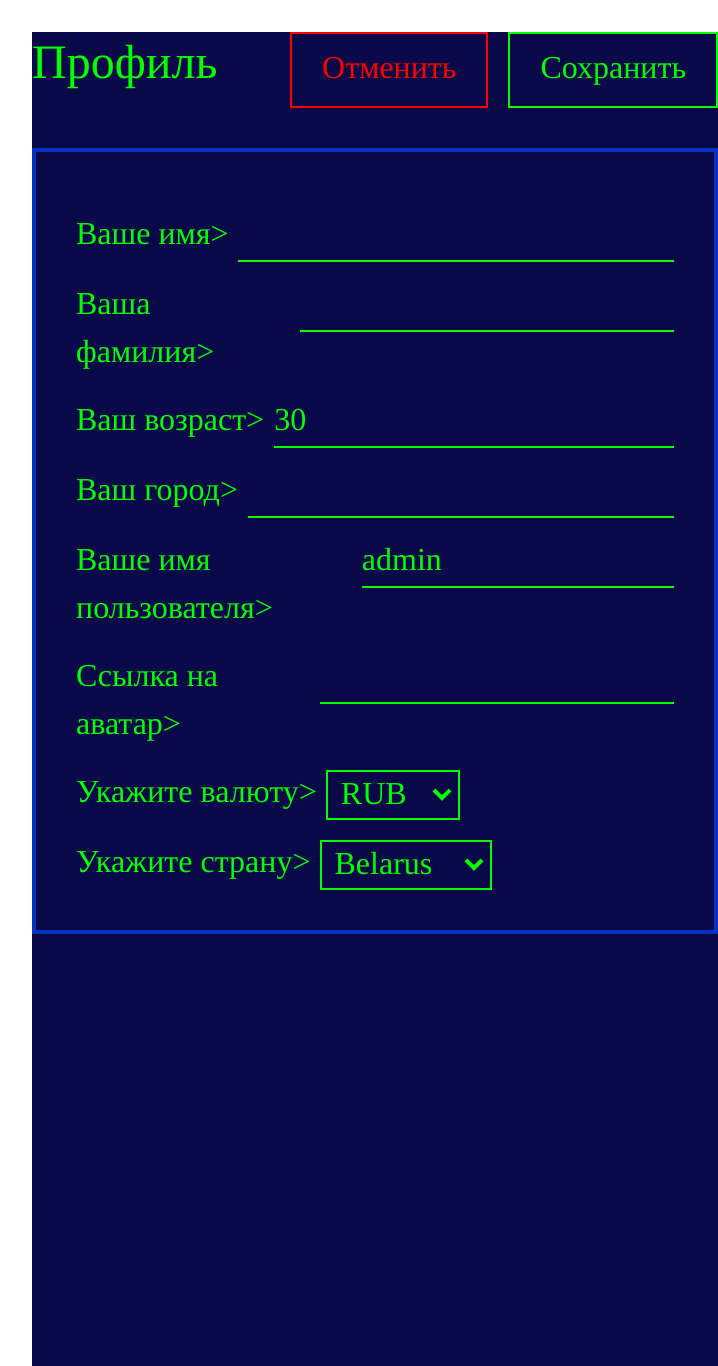 Профиль
Отменить
Сохранить
Ваше имя>
Ваша
фамилия>
Ваш возраст> 30
Ваш город>
Ваше имя admin
пользователя>
Ссылка на
аватар>
Укажите валюту> RUB
Укажите страну> Belarus